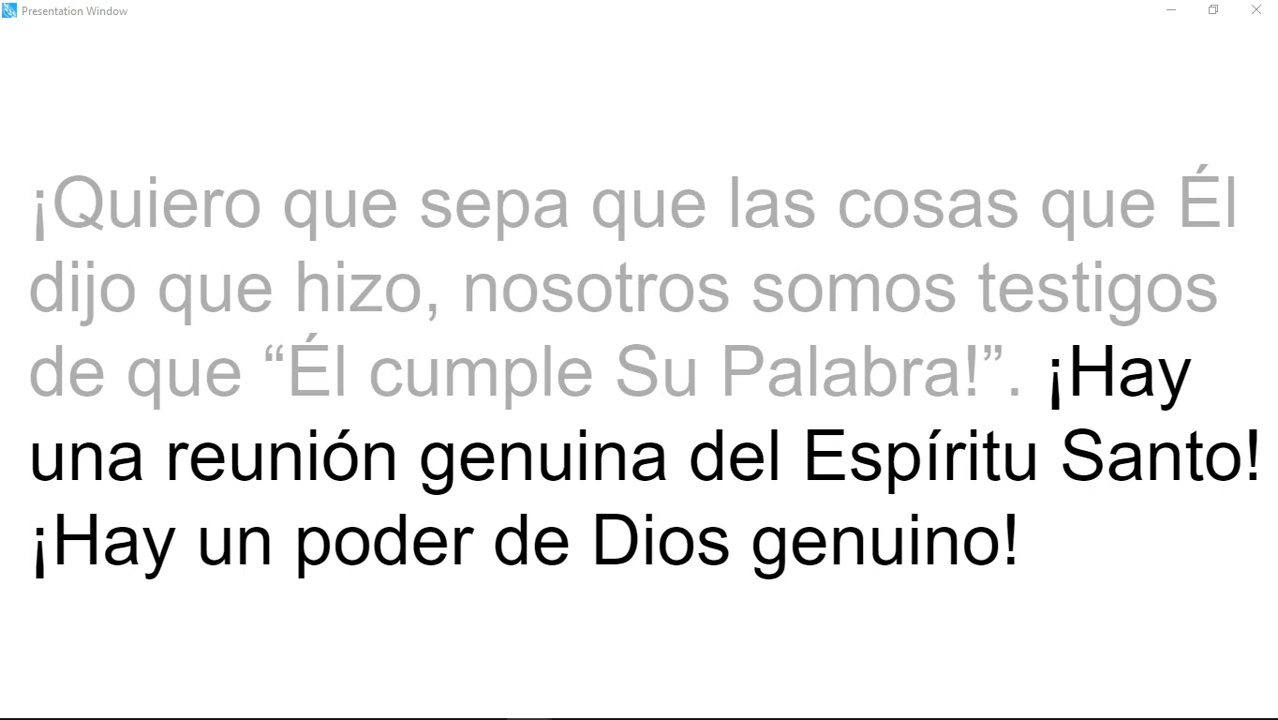 Presentation Window
¡Quiero que sepa que las cosas que Él
dijo que hizo, nosotros somos testigos
de que “Él cumple Su Palabra!”. ¡Hay
una reunión genuina del Espíritu Santo!
¡Hay un poder de Dios genuino!